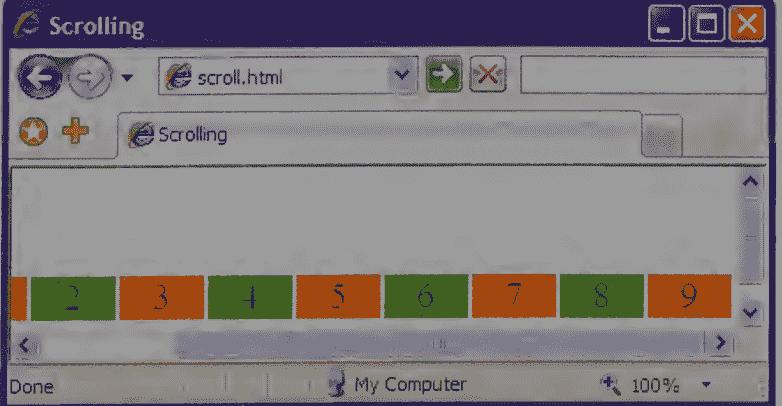 Scrolling
scroll.html
Scrolling
2 3 4 5 6 7 8 9
Done My Computer 100%